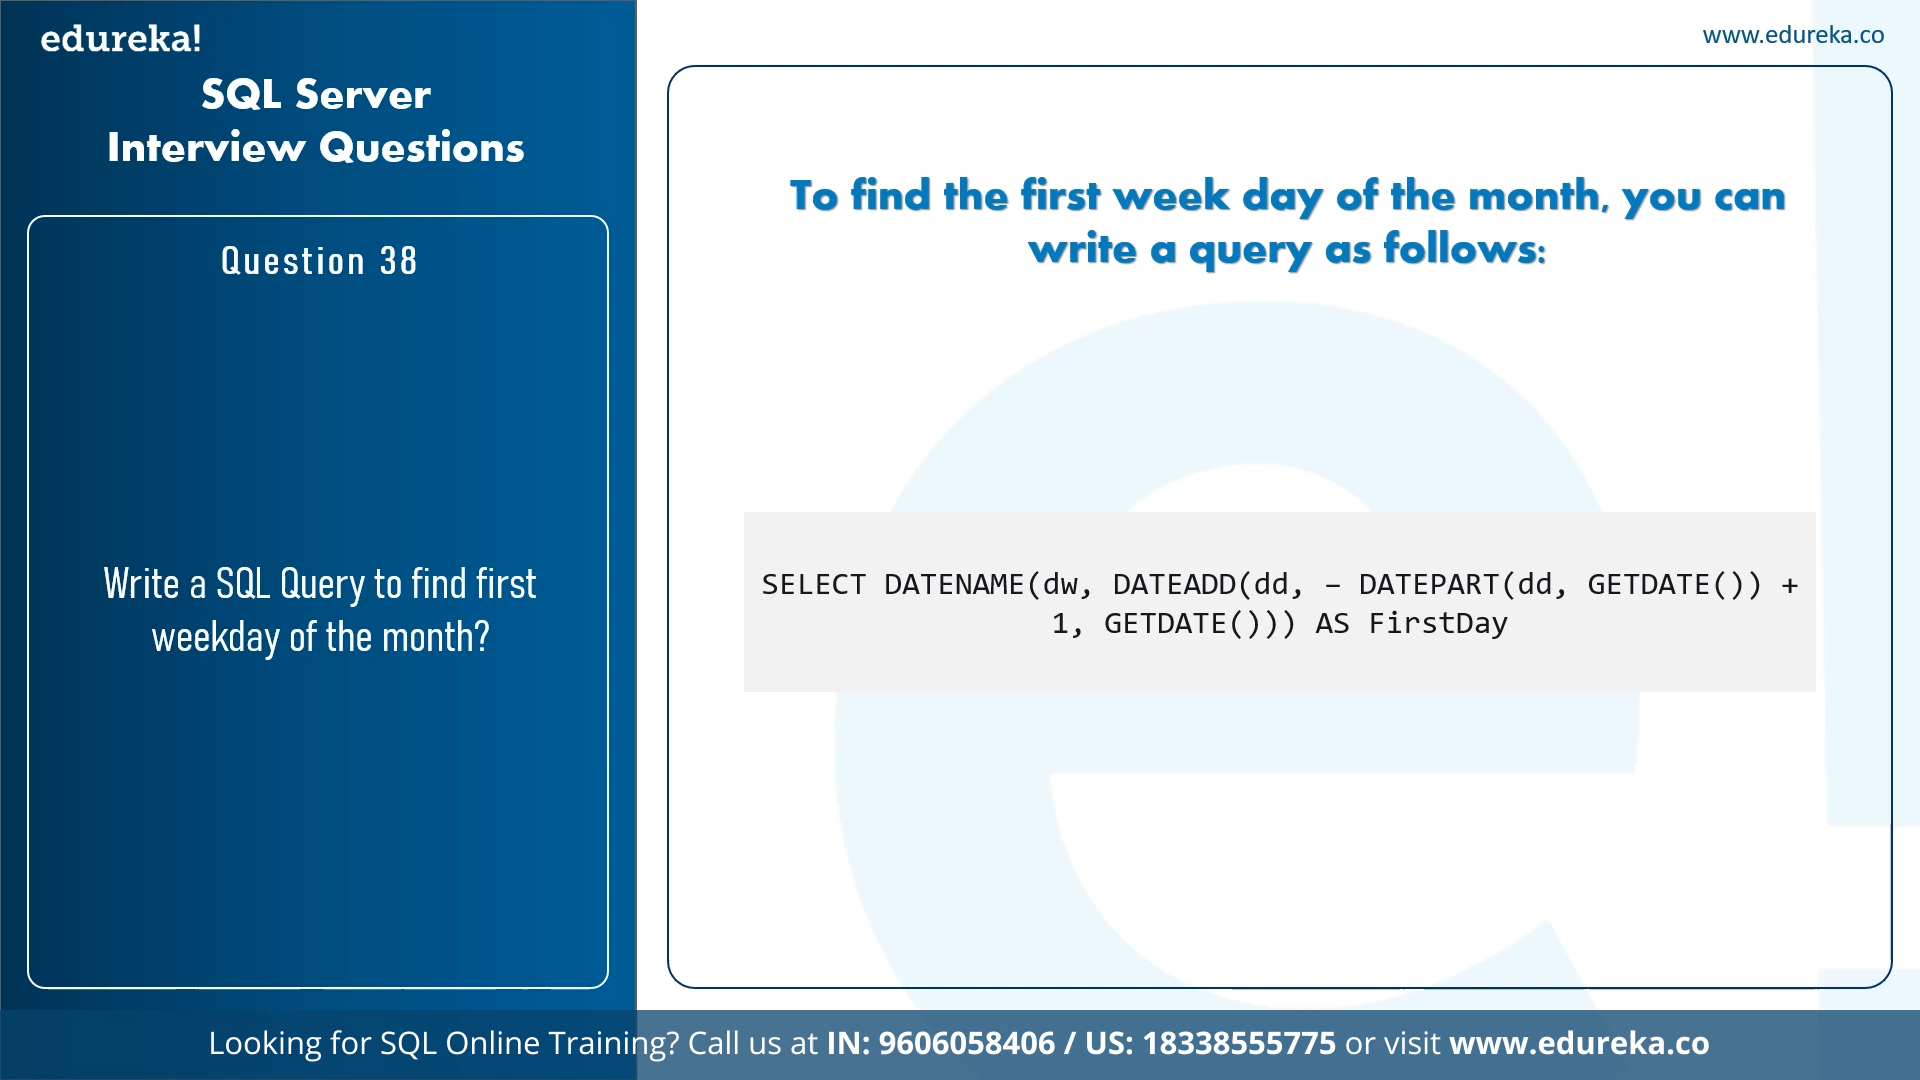 edureka!
www.edureka.co
SQL Server
Interview Questions
Question 38
Write a SQL Query to find first
weekday of the month?
To find the first week day of the month, you can
write a query as follows:
SELECT DATENAME(dw, DATEADD(dd, – DATEPART(dd, GETDATE()) +
1, GETDATE())) AS FirstDay
Looking for SQL Online Training? Call us at IN: 9606058406 / US: 18338555775 or visit www.edureka.co